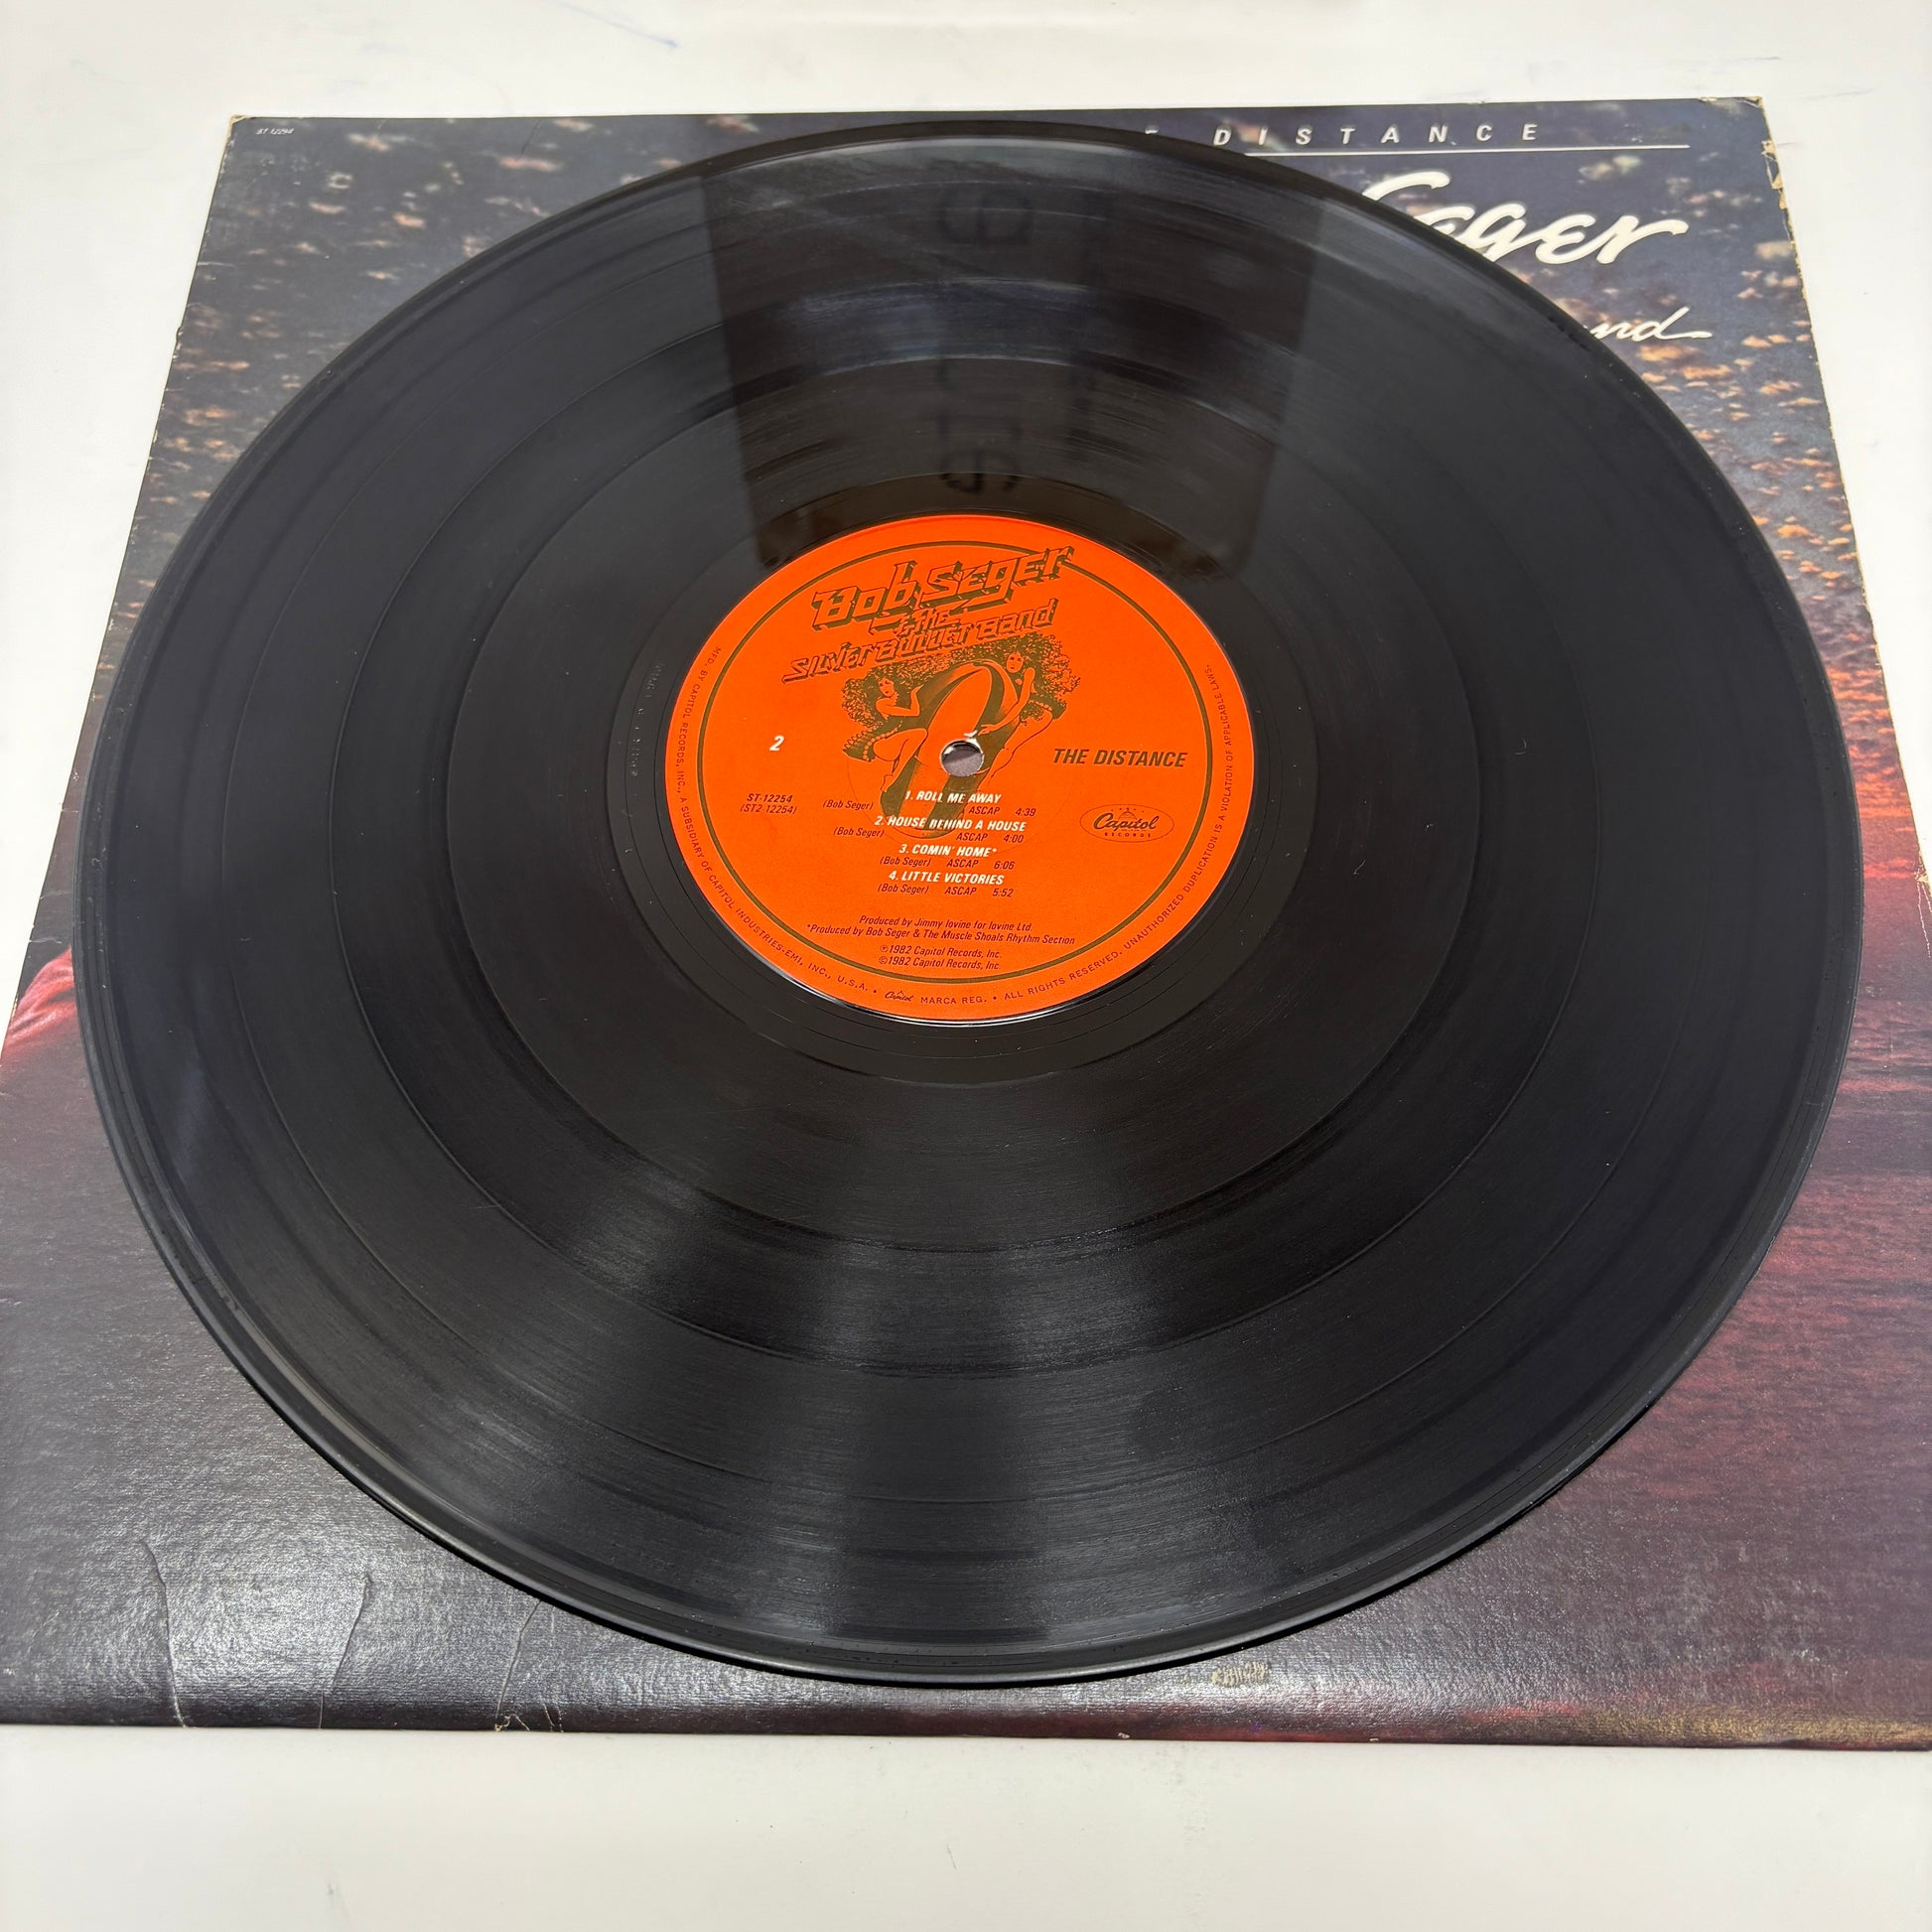 ST-12254
DISTANCE
Seger
Bob Seger
& the
Silver Bullet Band
2
THE DISTANCE
ST-12254
(ST2-12254)
1. ROLL ME AWAY
(Bob Seger) ASCAP 4:39
2. HOUSE BEHIND A HOUSE
(Bob Seger) ASCAP 4:00
3. COMIN' HOME*
(Bob Seger) ASCAP 6:05
4. LITTLE VICTORIES
(Bob Seger) ASCAP 5:52
Capitol
RECORDS
Produced by Jimmy Iovine for Iovine Ltd.
*Produced by Bob Seger & The Muscle Shoals Rhythm Section
℗1982 Capitol Records, Inc.
©1982 Capitol Records, Inc.
MFD. BY CAPITOL RECORDS, INC., A SUBSIDIARY OF CAPITOL INDUSTRIES-EMI, INC., U.S.A. • Capitol MARCA REG. • ALL RIGHTS RESERVED. UNAUTHORIZED DUPLICATION IS A VIOLATION OF APPLICABLE LAWS.